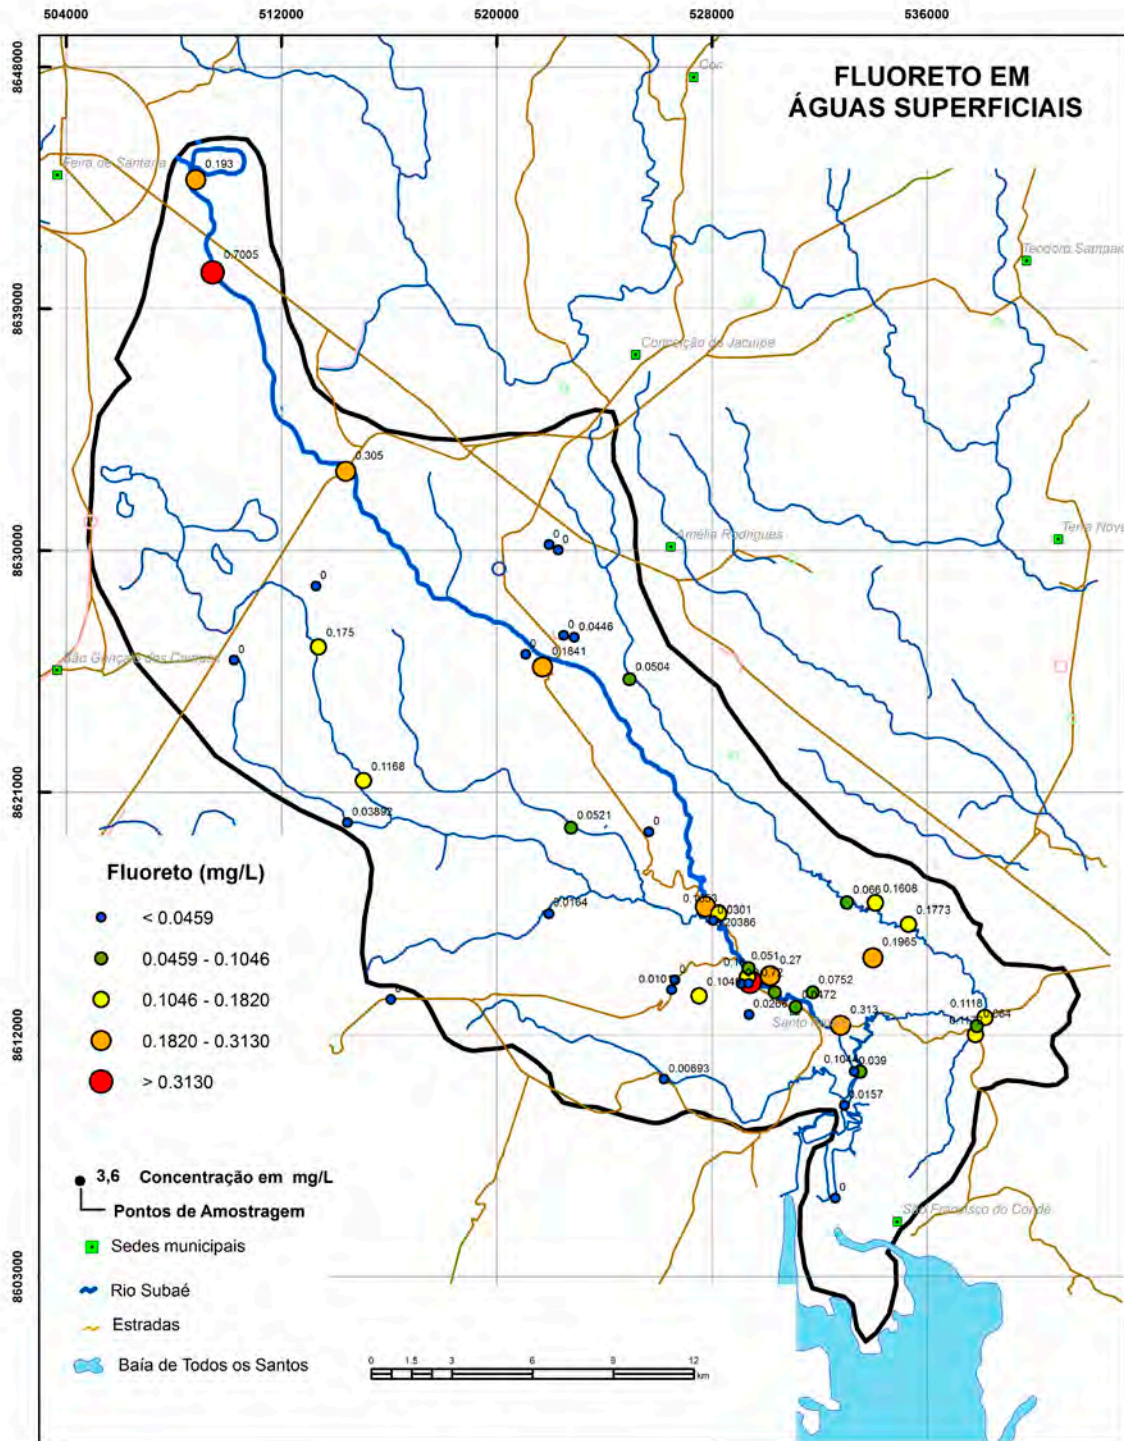 504000
512000
520000
528000
536000
8648000
8639000
8630000
8621000
8612000
8603000
FLUORETO EM
ÁGUAS SUPERFICIAIS
Feira de Santana
Teodoro Sampaio
Conceição do Jacuípe
Amélia Rodrigues
Terra Nova
São Gonçalo dos Campos
São Francisco do Conde
0.193
0.7005
0.305
0
0
0
0.175
0
0
0.0446
0
0.1841
0.0504
0.1168
0.03892
0.0521
0
0.0164
0.0301
0.066
0.1608
0.1773
0.1965
0.051
0.27
0
0.0752
0.0472
0.313
0.1118
0.039
0.00893
0.0157
0
Fluoreto (mg/L)
< 0.0459
0.0459 - 0.1046
0.1046 - 0.1820
0.1820 - 0.3130
> 0.3130
3,6 Concentração em mg/L
Pontos de Amostragem
Sedes municipais
Rio Subaé
Estradas
Baía de Todos os Santos
0 1.5 3 6 9 12
km